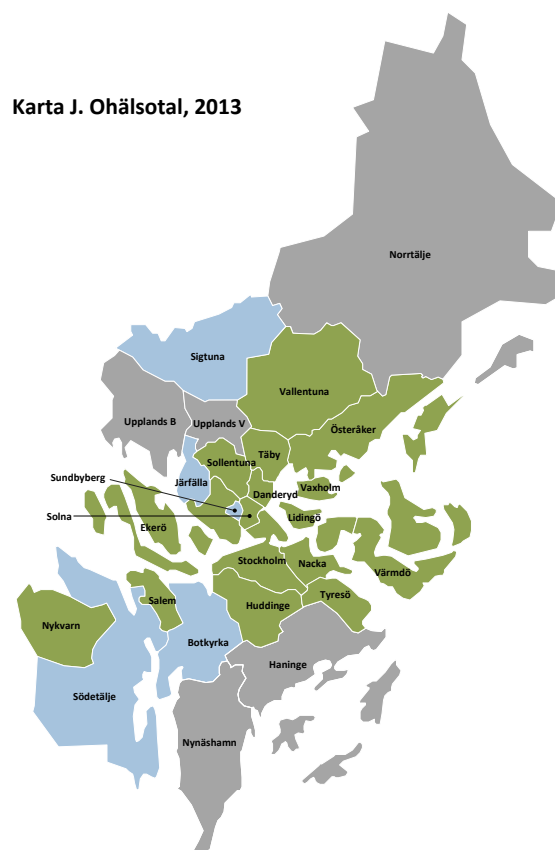 Karta J. Ohälsotal, 2013
Norrtälje
Sigtuna
Vallentuna
Upplands B
Upplands V
Österåker
Täby
Sollentuna
Sundbyberg
Järfälla
Danderyd
Vaxholm
Solna
Lidingö
Ekerö
Stockholm
Nacka
Värmdö
Salem
Huddinge
Tyresö
Nykvarn
Botkyrka
Haninge
Södetälje
Nynäshamn